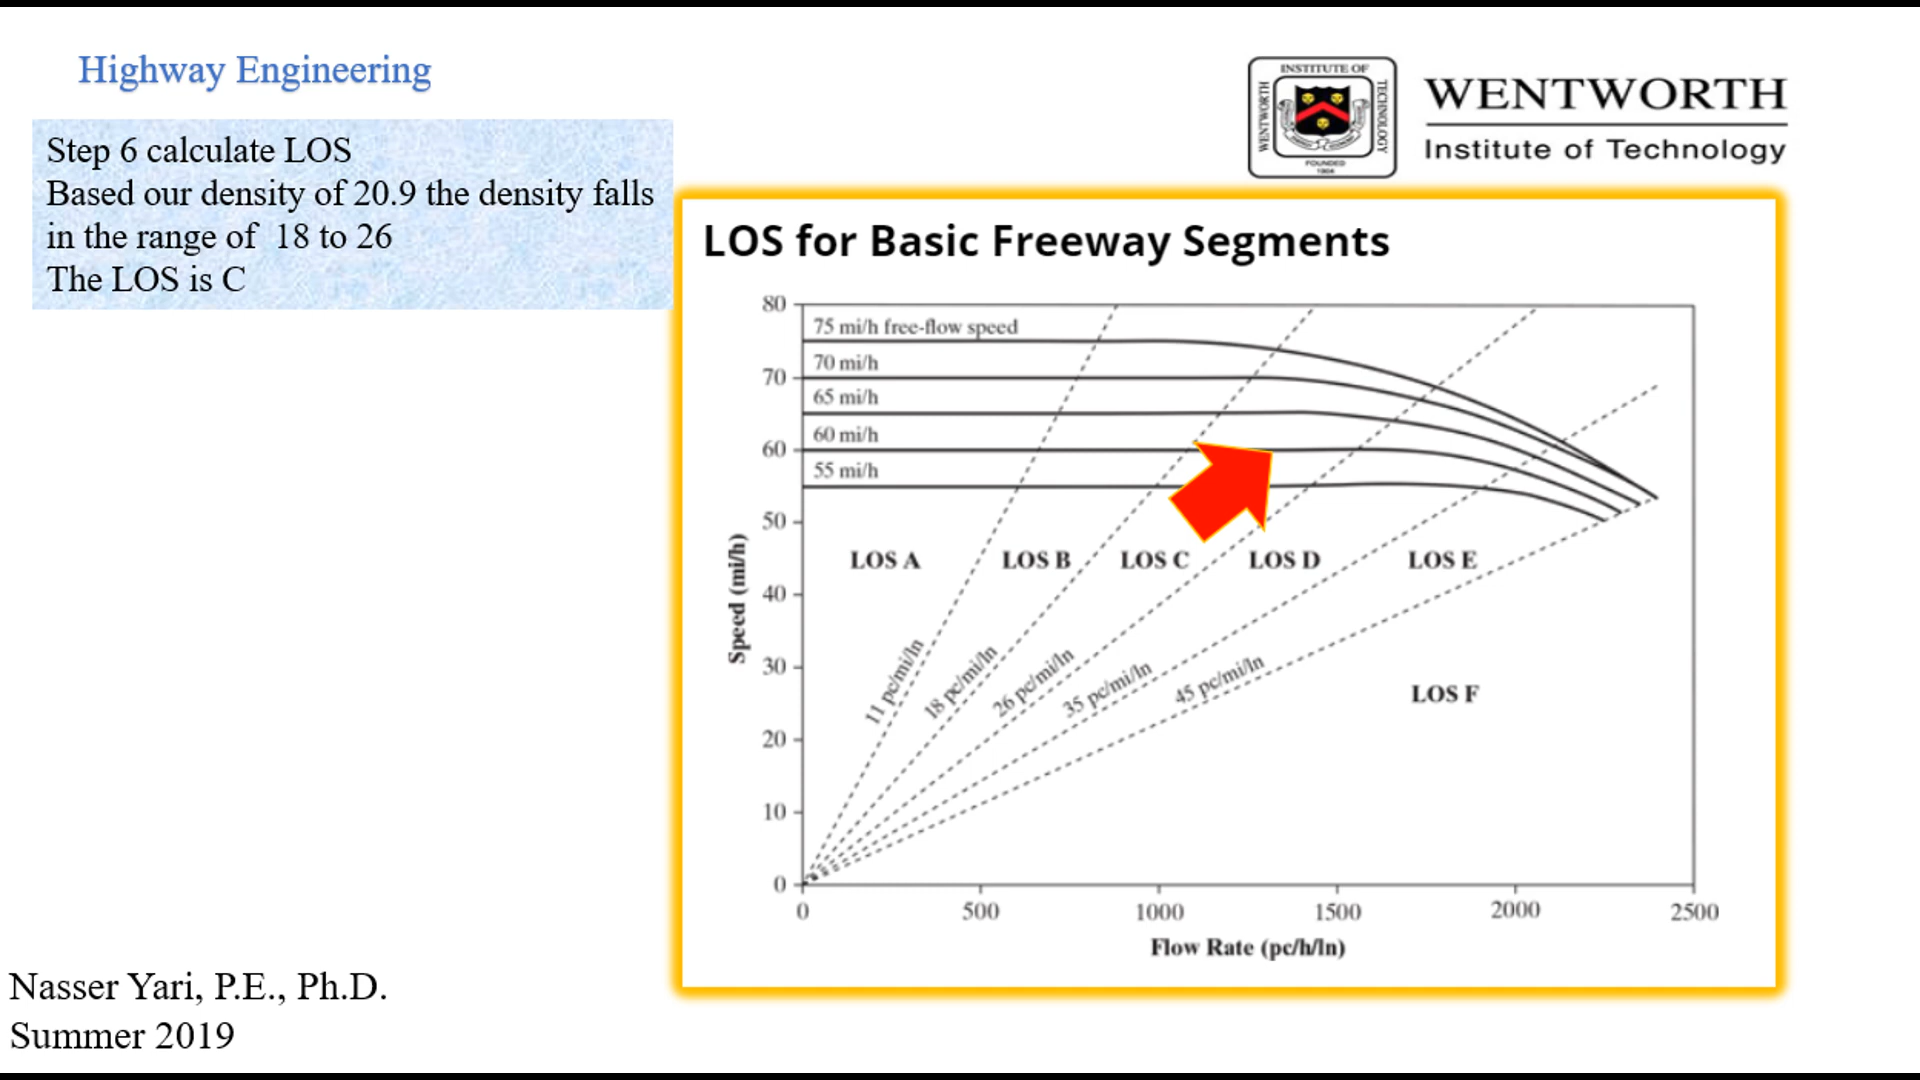 Highway Engineering
INSTITUTE OF
WENTWORTH
TECHNOLOGY
FOUNDED
1904
WENTWORTH
Institute of Technology
Step 6 calculate LOS
Based our density of 20.9 the density falls
in the range of 18 to 26
The LOS is C
LOS for Basic Freeway Segments
80
75 mi/h free-flow speed
70 mi/h
70
65 mi/h
60 mi/h
60
55 mi/h
50
LOS A
LOS B
LOS C
LOS D
LOS E
Speed (mi/h)
40
30
11 pc/mi/ln
18 pc/mi/ln
26 pc/mi/ln
35 pc/mi/ln
45 pc/mi/ln
LOS F
20
10
0
0
500
1000
1500
2000
2500
Flow Rate (pc/h/ln)
Nasser Yari, P.E., Ph.D.
Summer 2019